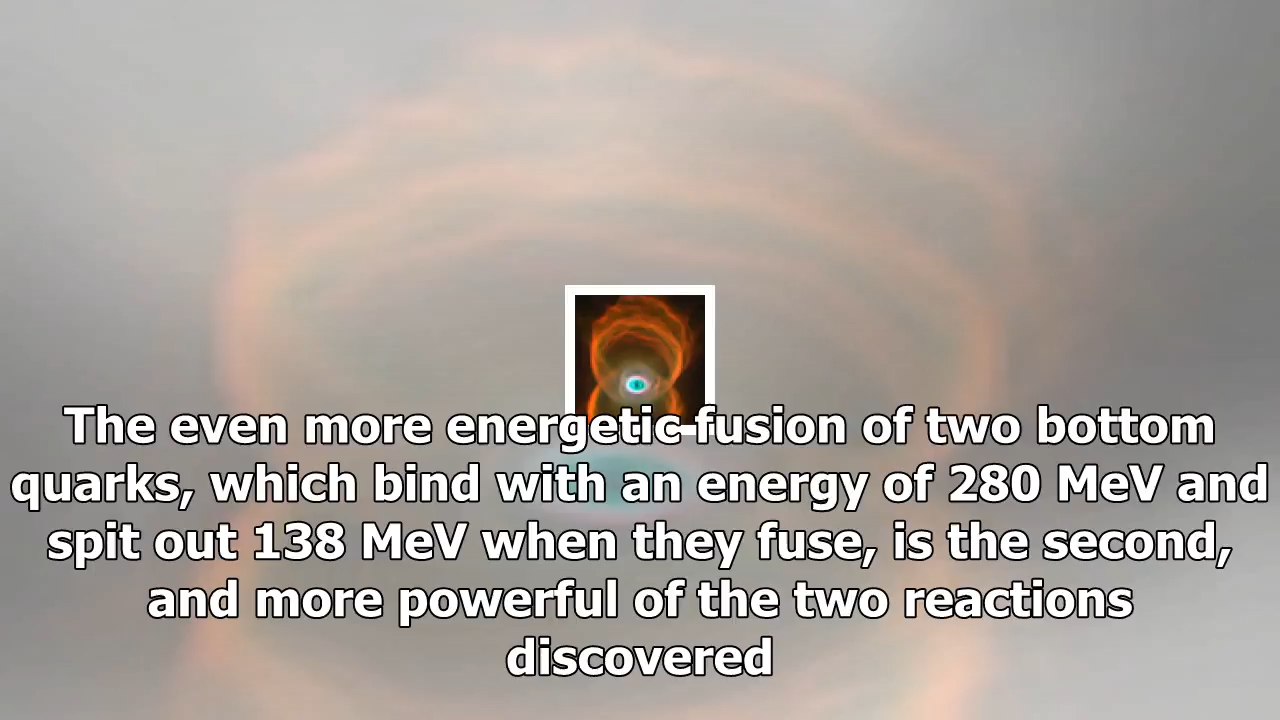 The even more energetic fusion of two bottom
quarks, which bind with an energy of 280 MeV and
spit out 138 MeV when they fuse, is the second,
and more powerful of the two reactions
discovered